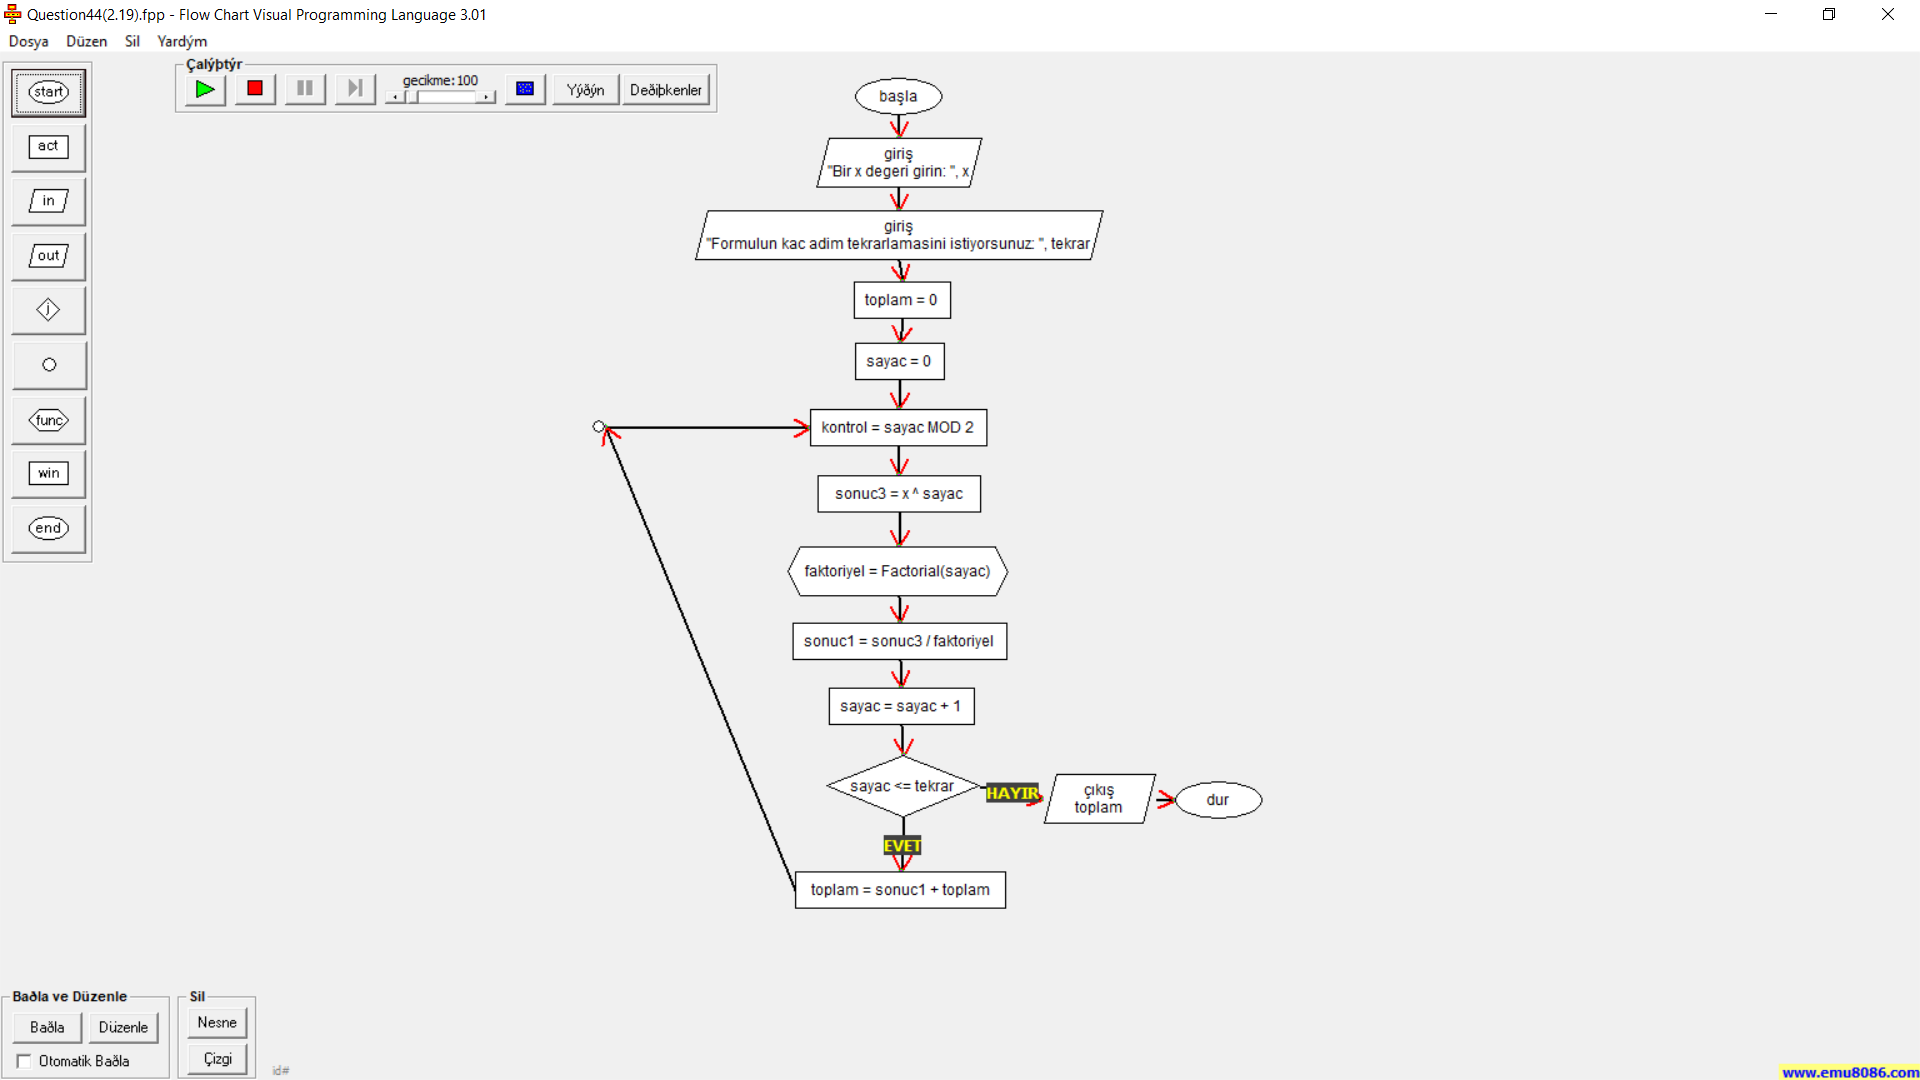 Question44(2.19).fpp - Flow Chart Visual Programming Language 3.01
Dosya Düzen Sil Yardým
Çalýþtýr
gecikme:100
Yýðýn
Deðiþkenler
start
act
in
out
j
func
win
end
başla
giriş
"Bir x degeri girin: ", x
giriş
"Formulun kac adim tekrarlamasini istiyorsunuz: ", tekrar
toplam = 0
sayac = 0
kontrol = sayac MOD 2
sonuc3 = x ^ sayac
faktoriyel = Factorial(sayac)
sonuc1 = sonuc3 / faktoriyel
sayac = sayac + 1
sayac <= tekrar
HAYIR
çıkış
toplam
dur
EVET
toplam = sonuc1 + toplam
Baðla ve Düzenle
Baðla
Düzenle
Otomatik Baðla
Sil
Nesne
Çizgi
id#
www.emu8086.com